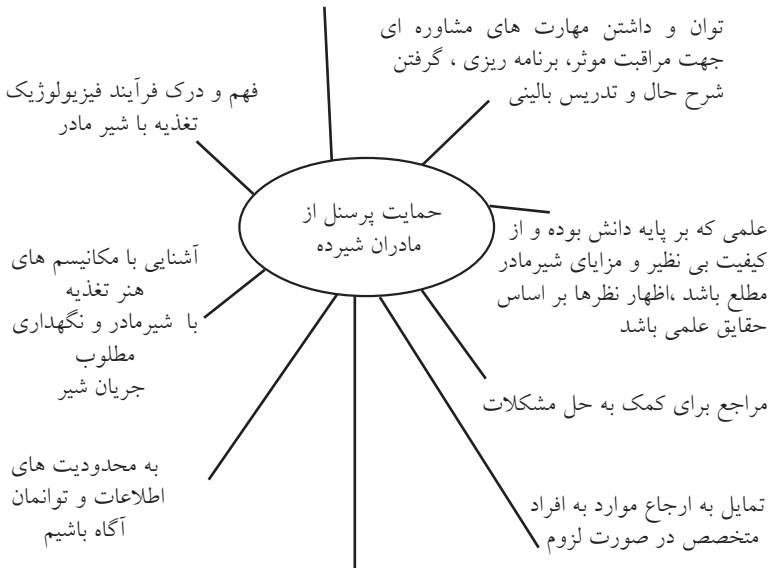 توان و داشتن مهارت های مشاوره ای
جهت مراقبت موثر، برنامه ریزی ، گرفتن
شرح حال و تدریس بالینی
فهم و درک فرآیند فیزیولوژیک
تغذیه با شیر مادر
حمایت پرسنل از
مادران شیرده
علمی که بر پایه دانش بوده و از
کیفیت بی نظیر و مزایای شیرمادر
مطلع باشد ،اظهار نظرها بر اساس
حقایق علمی باشد
آشنایی با مکانیسم های
هنر تغذیه
با شیرمادر و نگهداری
مطلوب
جریان شیر
مراجع برای کمک به حل مشکلات
به محدودیت های
اطلاعات و توانمان
آگاه باشیم
تمایل به ارجاع موارد به افراد
متخصص در صورت لزوم